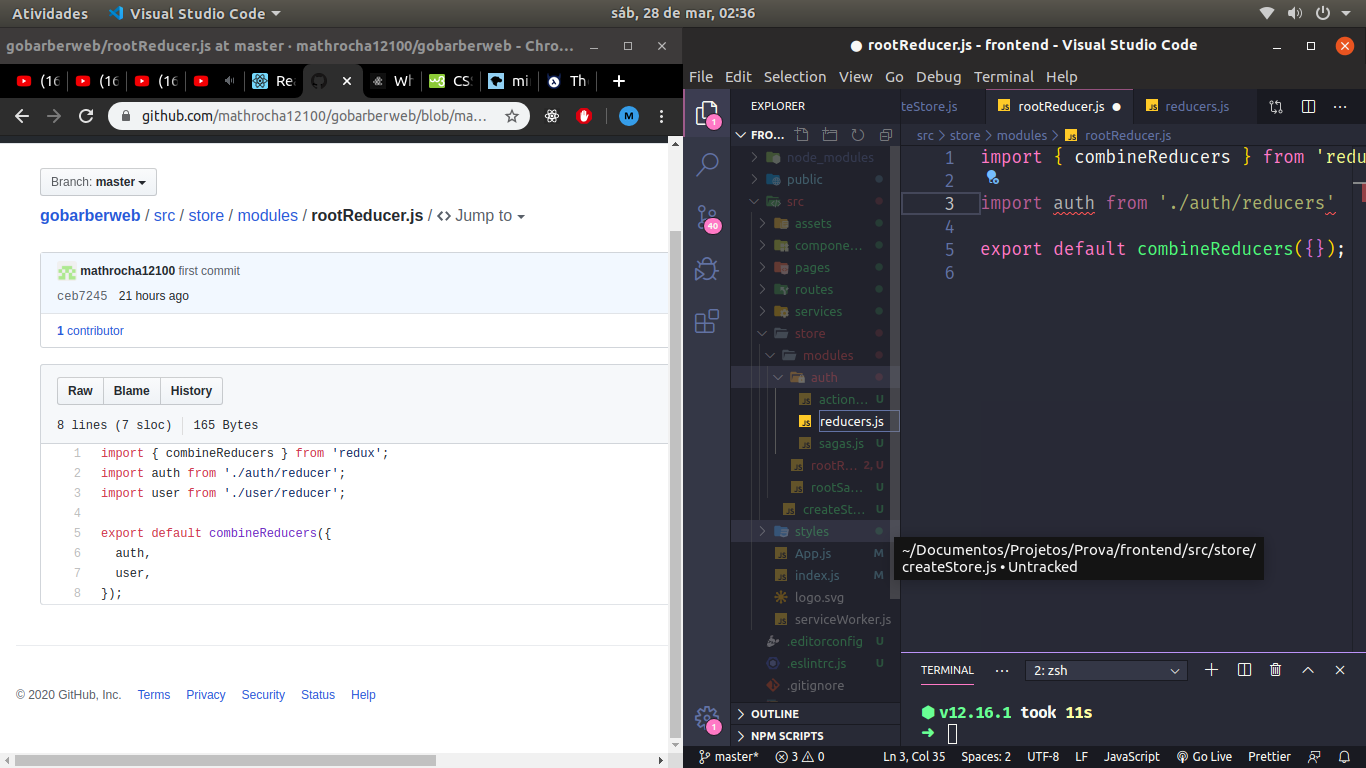 Atividades
Visual Studio Code
sáb, 28 de mar, 02:36
gobarberweb/rootReducer.js at master · mathrocha12100/gobarberweb - Chro…
(16
(16
(16
Re
Wh
CSS
mi
Th
github.com/mathrocha12100/gobarberweb/blob/ma…
M
Branch: master
gobarberweb / src / store / modules / rootReducer.js / <> Jump to
mathrocha12100 first commit
ceb7245 21 hours ago
1 contributor
Raw
Blame
History
8 lines (7 sloc)
165 Bytes
1 import { combineReducers } from 'redux';
2 import auth from './auth/reducer';
3 import user from './user/reducer';
4
5 export default combineReducers({
6 auth,
7 user,
8 });
© 2020 GitHub, Inc.
Terms
Privacy
Security
Status
Help
● rootReducer.js - frontend - Visual Studio Code
File Edit Selection View Go Debug Terminal Help
1
40
1
EXPLORER
FRO…
node_modules
public
src
assets
compone…
pages
routes
services
store
modules
auth
action… U
reducers.js
sagas.js U
rootR… 2, U
rootSa… U
createSt… U
styles
App.js M
index.js M
logo.svg
serviceWorker.js
.editorconfig U
.eslintrc.js U
.gitignore
OUTLINE
NPM SCRIPTS
teStore.js
rootReducer.js ●
reducers.js
src > store > modules > rootReducer.js
1 import { combineReducers } from 'redu
2
3 import auth from './auth/reducers'
4
5 export default combineReducers({});
6
~/Documentos/Projetos/Prova/frontend/src/store/
createStore.js • Untracked
TERMINAL
2: zsh
v12.16.1 took 11s
➜
master*
3
0
Ln 3, Col 35
Spaces: 2
UTF-8
LF
JavaScript
Go Live
Prettier